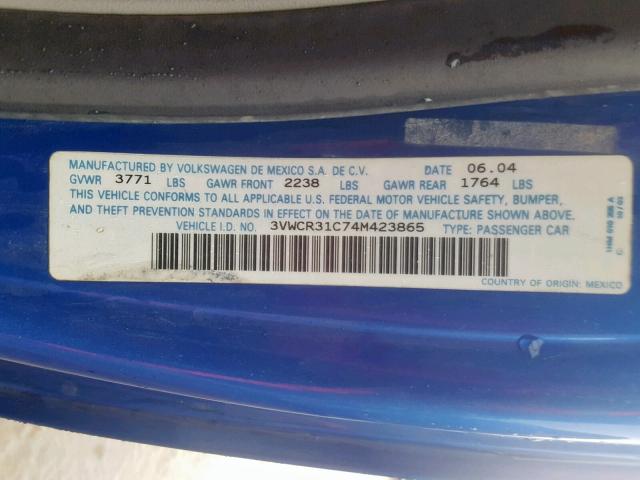 MANUFACTURED BY VOLKSWAGEN DE MEXICO S.A. DE C.V. DATE 06.04
GVWR 3771 LBS GAWR FRONT 2238 LBS GAWR REAR 1764 LBS
THIS VEHICLE CONFORMS TO ALL APPLICABLE U.S. FEDERAL MOTOR VEHICLE SAFETY, BUMPER,
AND THEFT PREVENTION STANDARDS IN EFFECT ON THE DATE OF MANUFACTURE SHOWN ABOVE.
VEHICLE I.D. NO. 3VWCR31C74M423865 TYPE: PASSENGER CAR
COUNTRY OF ORIGIN: MEXICO